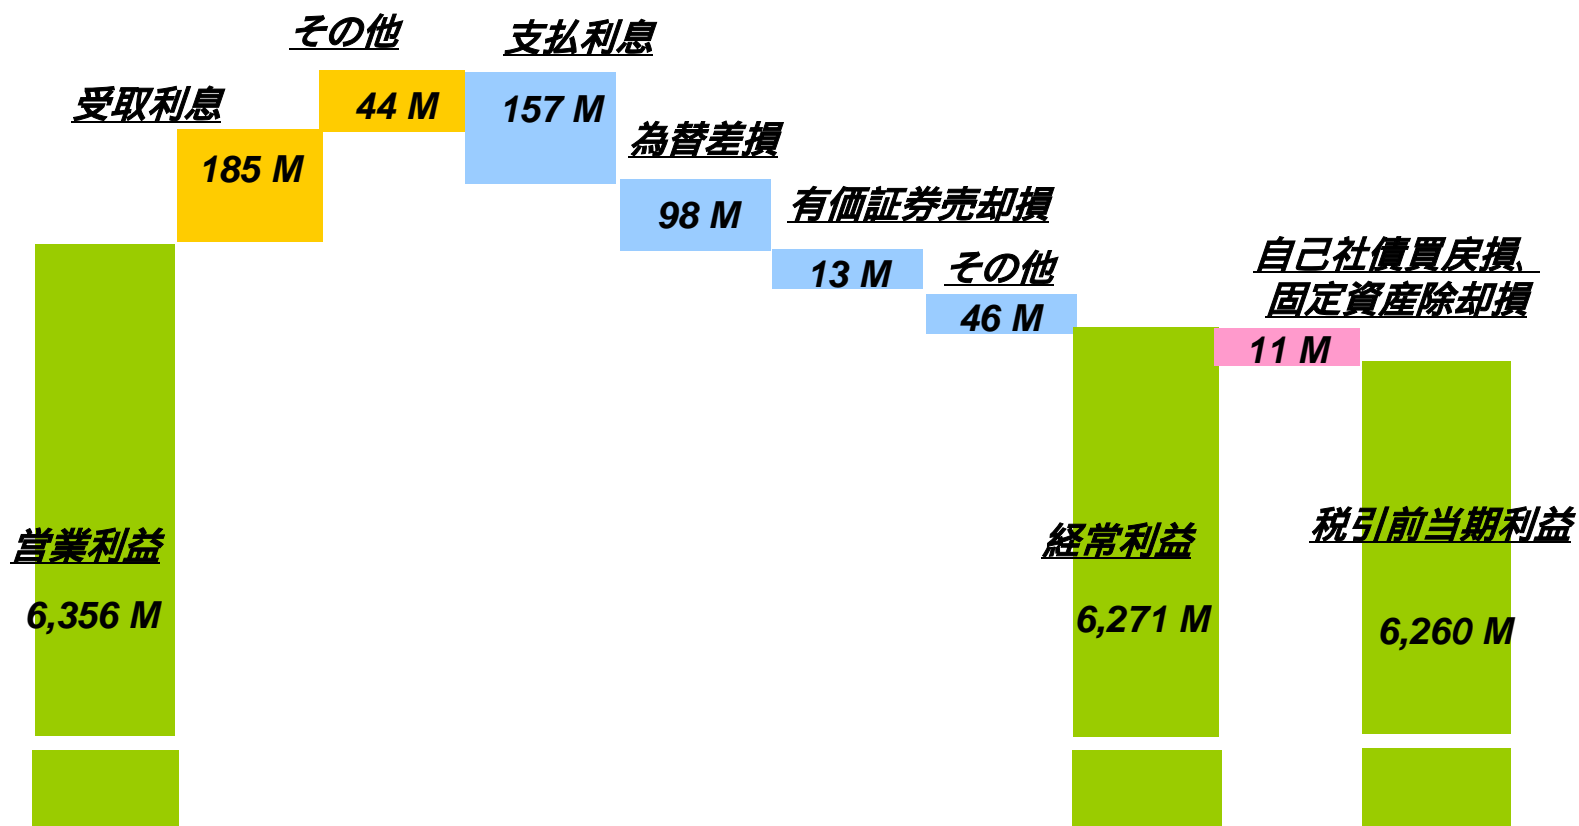 その他
支払利息
受取利息
44 M
157 M
為替差損
185 M
98 M
有価証券売却損
13 M
その他
自己社債買戻損、
固定資産除却損
46 M
11 M
営業利益
6,356 M
経常利益
6,271 M
税引前当期利益
6,260 M